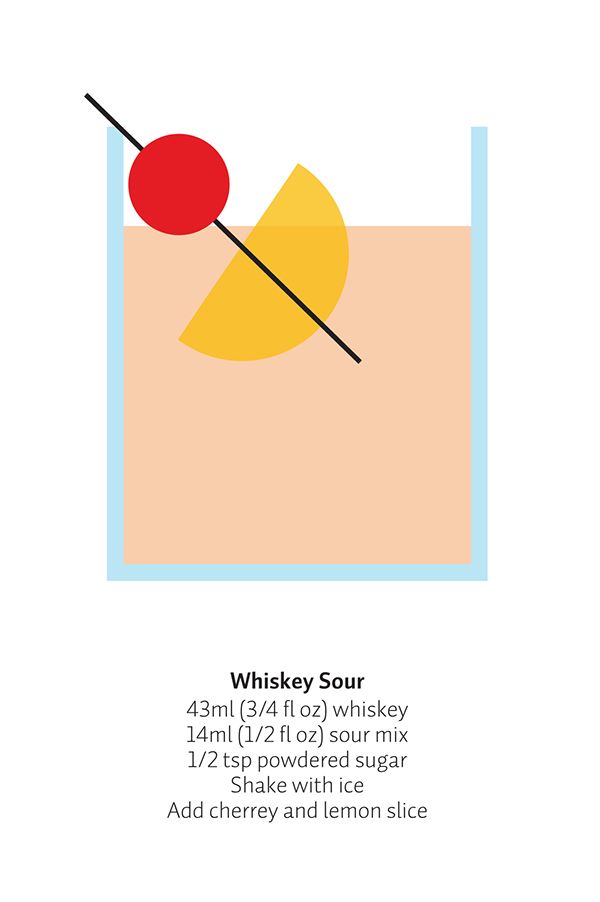 Whiskey Sour
43ml (3/4 fl oz) whiskey
14ml (1/2 fl oz) sour mix
1/2 tsp powdered sugar
Shake with ice
Add cherrey and lemon slice